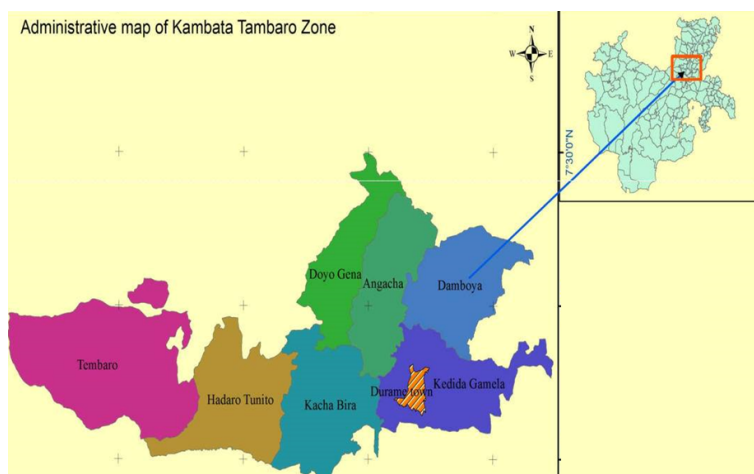 Administrative map of Kambata Tambaro Zone
N
W E
S
7°30'0"N
Doyo Gena
Angacha
Damboya
Tembaro
Hadaro Tunito
Kacha Bira
Durame town
Kedida Gamela